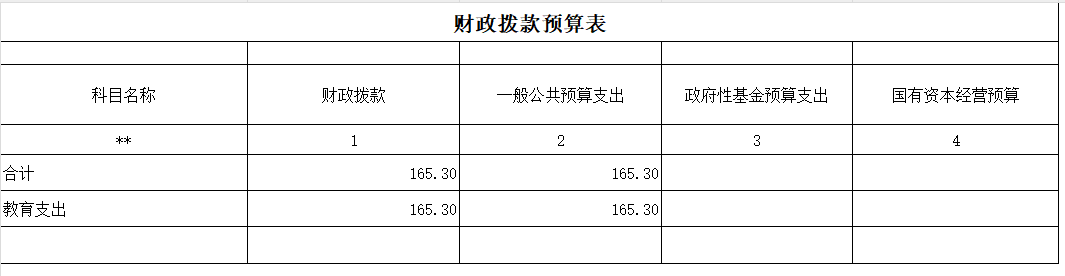 财政拨款预算表
科目名称 财政拨款 一般公共预算支出 政府性基金预算支出 国有资本经营预算
** 1 2 3 4
合计 165.30 165.30
教育支出 165.30 165.30